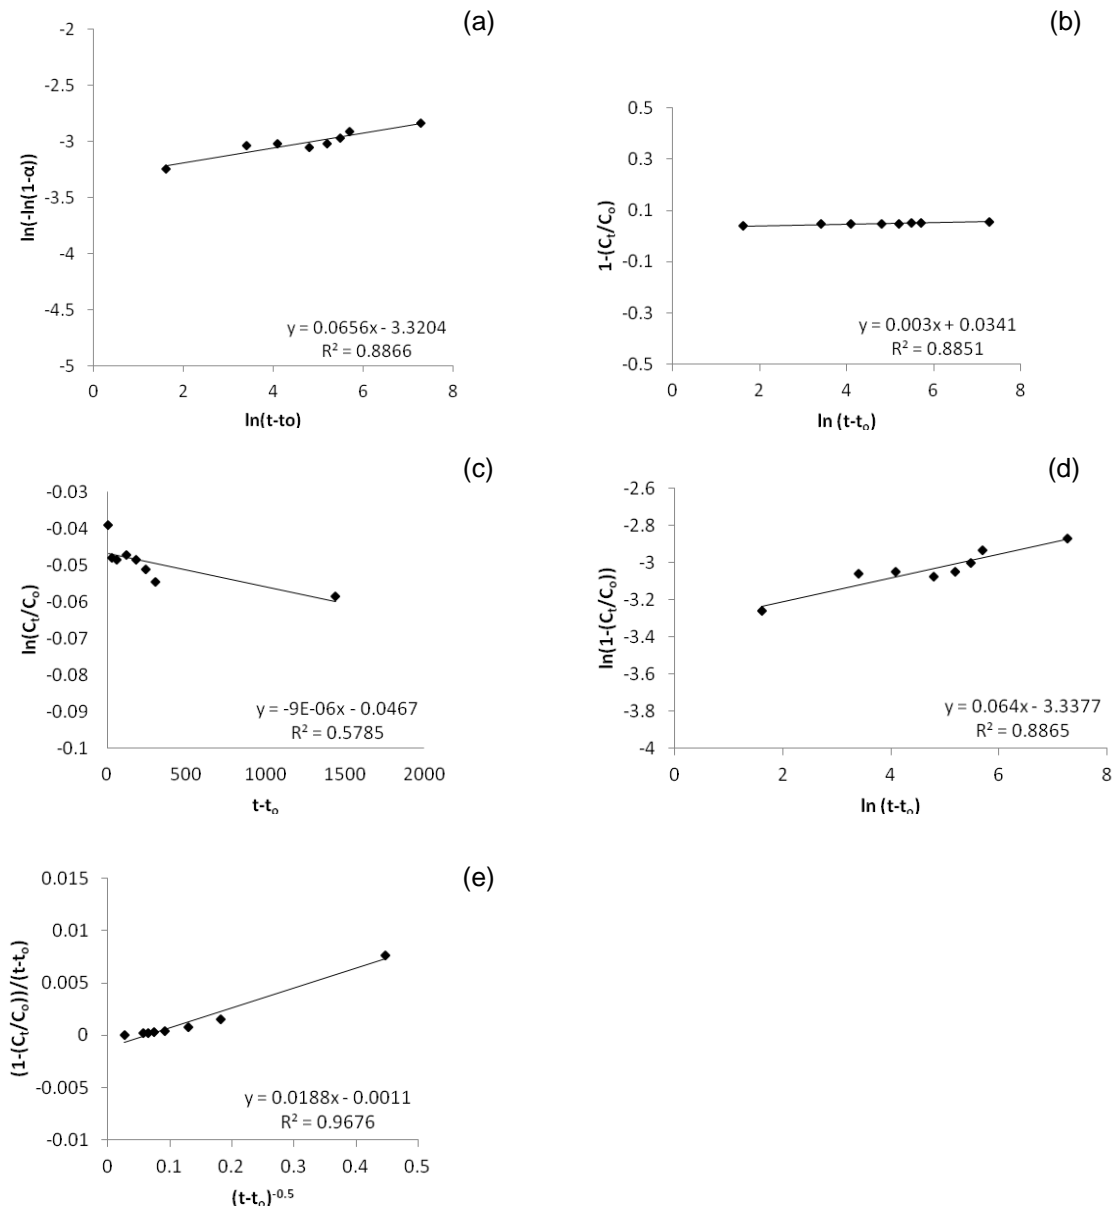 (a)
-2
-2.5
-3
-3.5
-4
-4.5
-5
ln(-ln(1-α))
y = 0.0656x - 3.3204
R² = 0.8866
0 2 4 6 8
ln(t-to)
(b)
0.5
0.3
0.1
-0.1
-0.3
-0.5
1-(Cₜ/Cₒ)
y = 0.003x + 0.0341
R² = 0.8851
0 2 4 6 8
ln (t-tₒ)
(c)
-0.03
-0.04
-0.05
-0.06
-0.07
-0.08
-0.09
-0.1
ln(Cₜ/Cₒ)
y = -9E-06x - 0.0467
R² = 0.5785
0 500 1000 1500 2000
t-tₒ
(d)
-2.6
-2.8
-3
-3.2
-3.4
-3.6
-3.8
-4
ln(1-(Cₜ/Cₒ))
y = 0.064x - 3.3377
R² = 0.8865
0 2 4 6 8
ln (t-tₒ)
(e)
0.015
0.01
0.005
0
-0.005
-0.01
(1-(Cₜ/Cₒ))/(t-tₒ)
y = 0.0188x - 0.0011
R² = 0.9676
0 0.1 0.2 0.3 0.4 0.5
(t-tₒ)⁻⁰·⁵